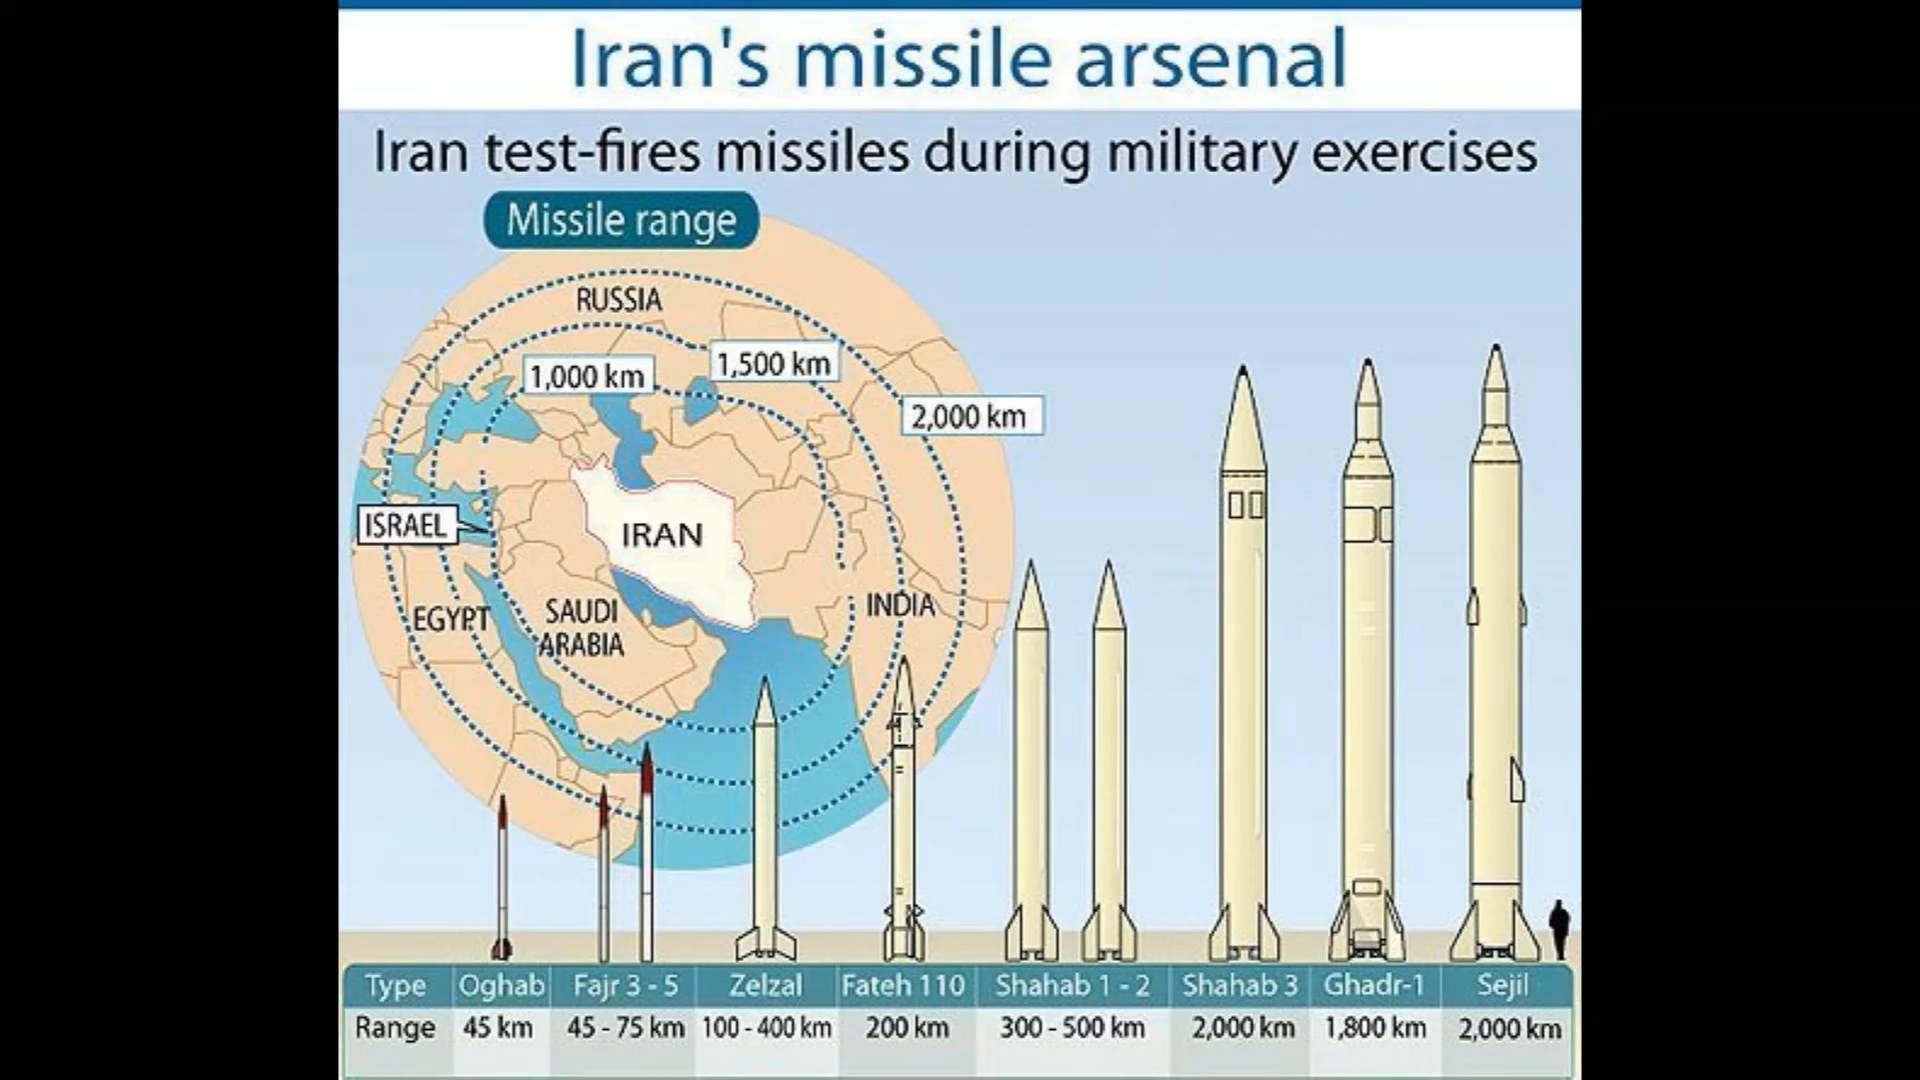 Iran's missile arsenal
Iran test-fires missiles during military exercises
Missile range
RUSSIA
1,000 km
1,500 km
2,000 km
ISRAEL
IRAN
EGYPT
SAUDI
ARABIA
INDIA
Type Oghab Fajr 3 - 5 Zelzal Fateh 110 Shahab 1 - 2 Shahab 3 Ghadr-1 Sejil
Range 45 km 45 - 75 km 100 - 400 km 200 km 300 - 500 km 2,000 km 1,800 km 2,000 km